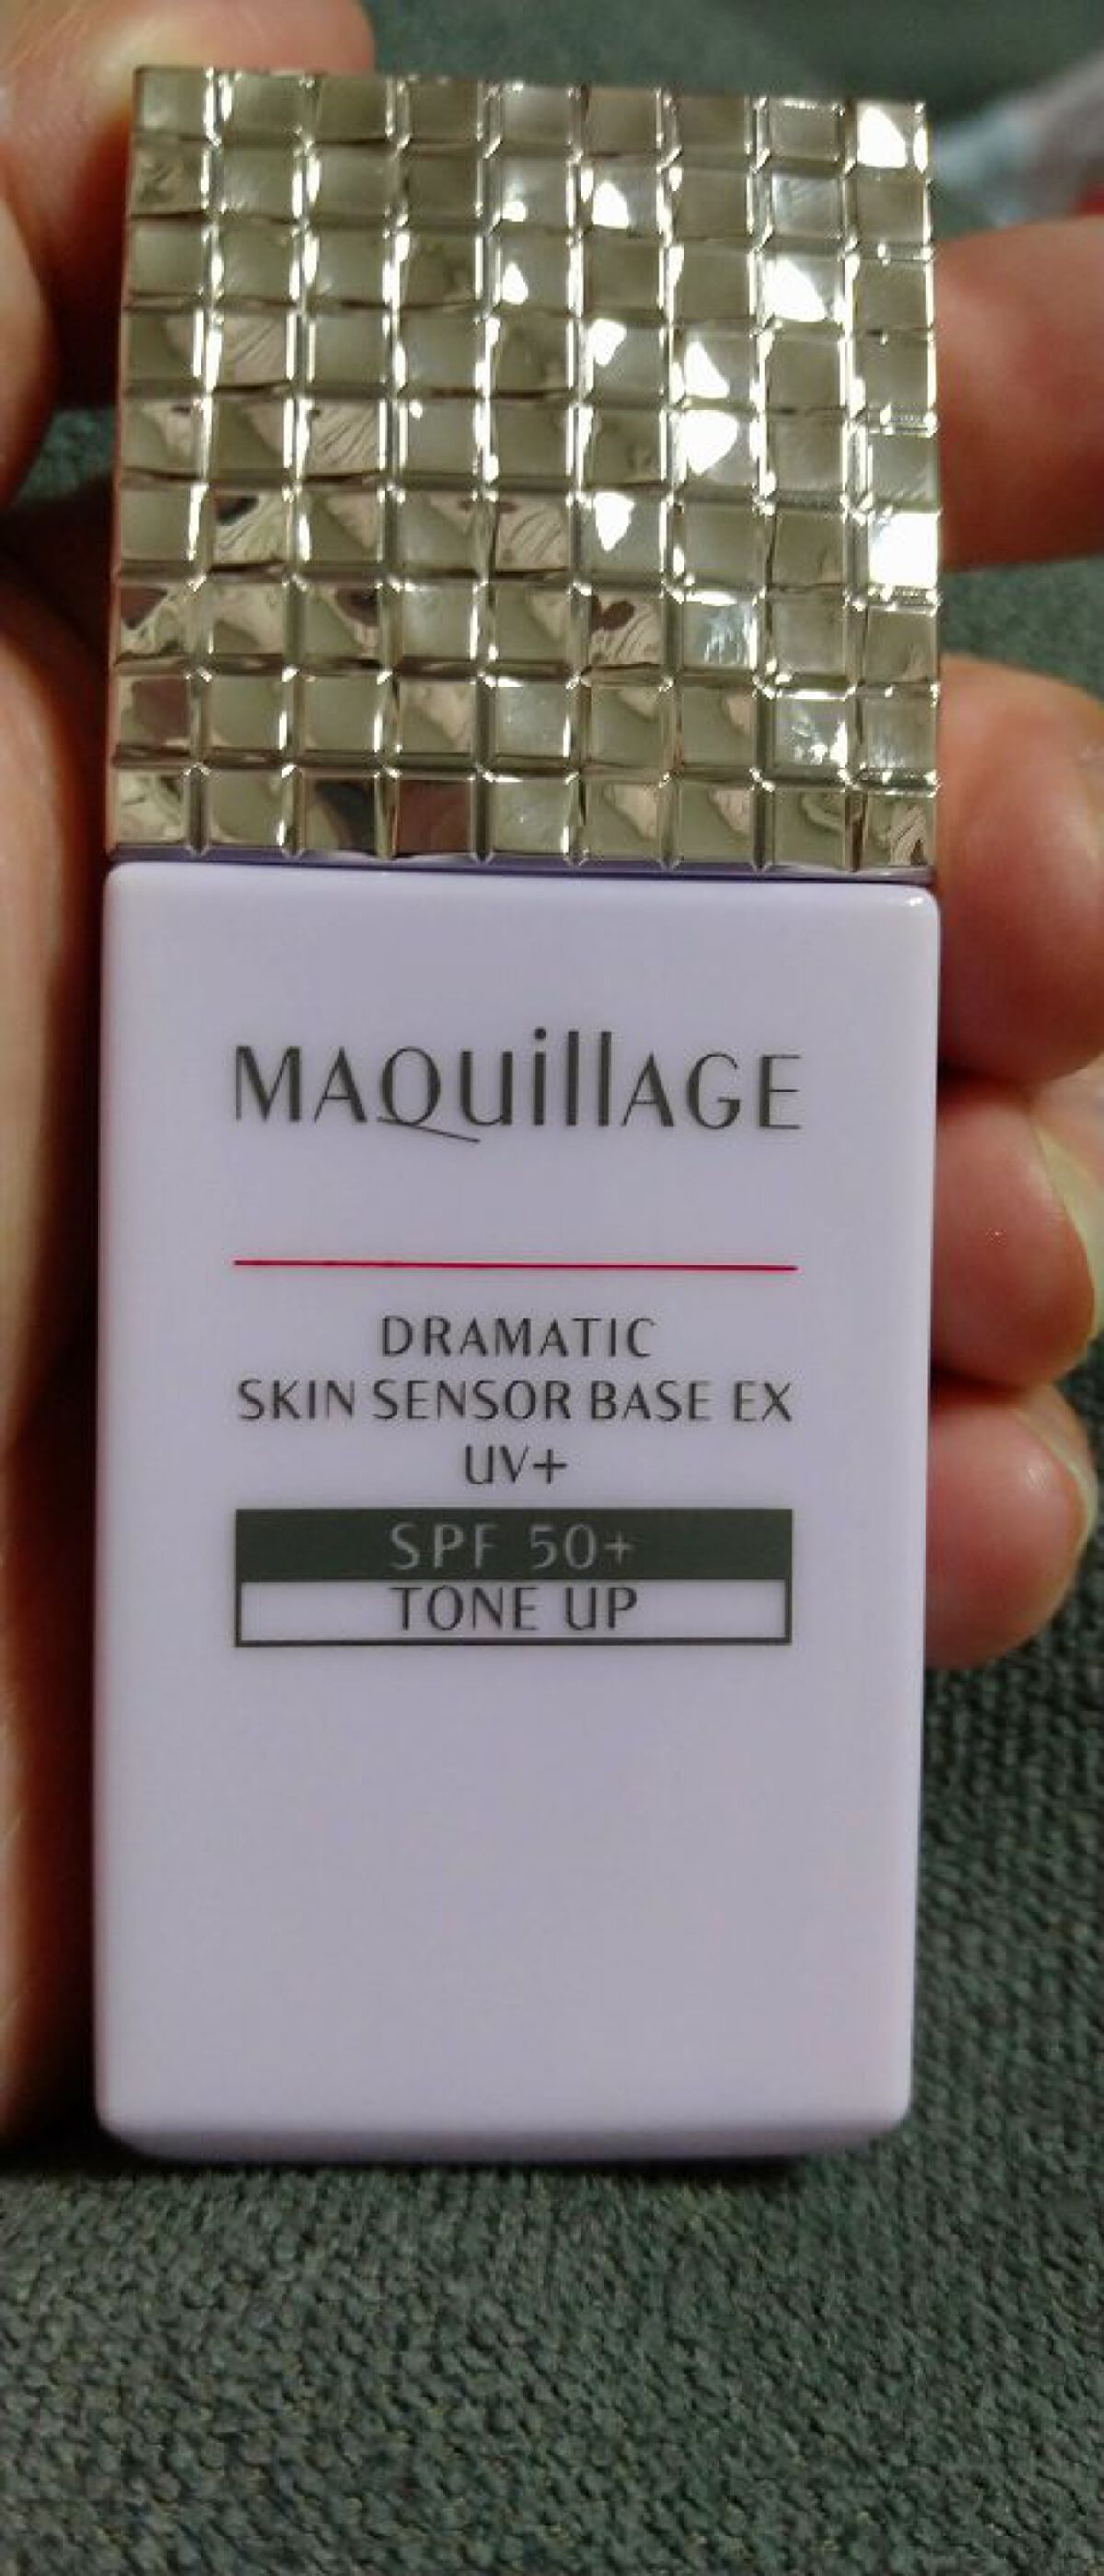 MAQuillAGE
DRAMATIC
SKIN SENSOR BASE EX
UV+
SPF 50+
TONE UP